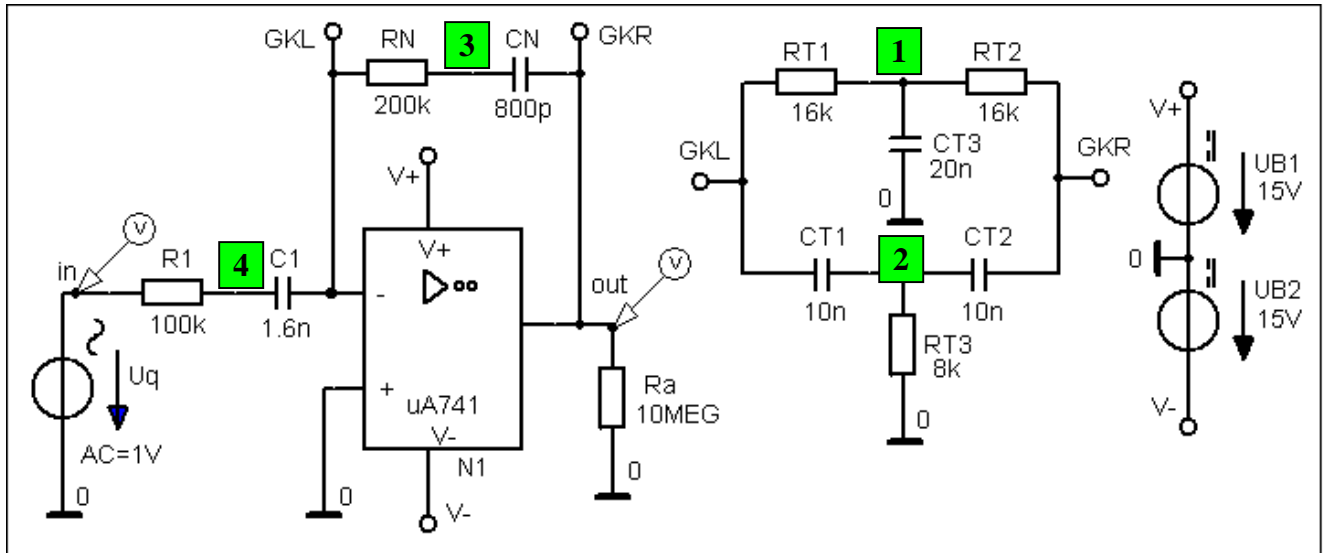 GKL
RN
3
CN
GKR
200k
800p
V+
in
V
R1
4
C1
100k
1.6n
V+
-
∞
+
uA741
V-
N1
V-
0
Uq
AC=1V
0
out
V
Ra
10MEG
0
RT1
1
RT2
16k
16k
GKL
CT3
20n
0
GKR
CT1
2
CT2
10n
10n
RT3
8k
0
V+
UB1
15V
0
UB2
15V
V-